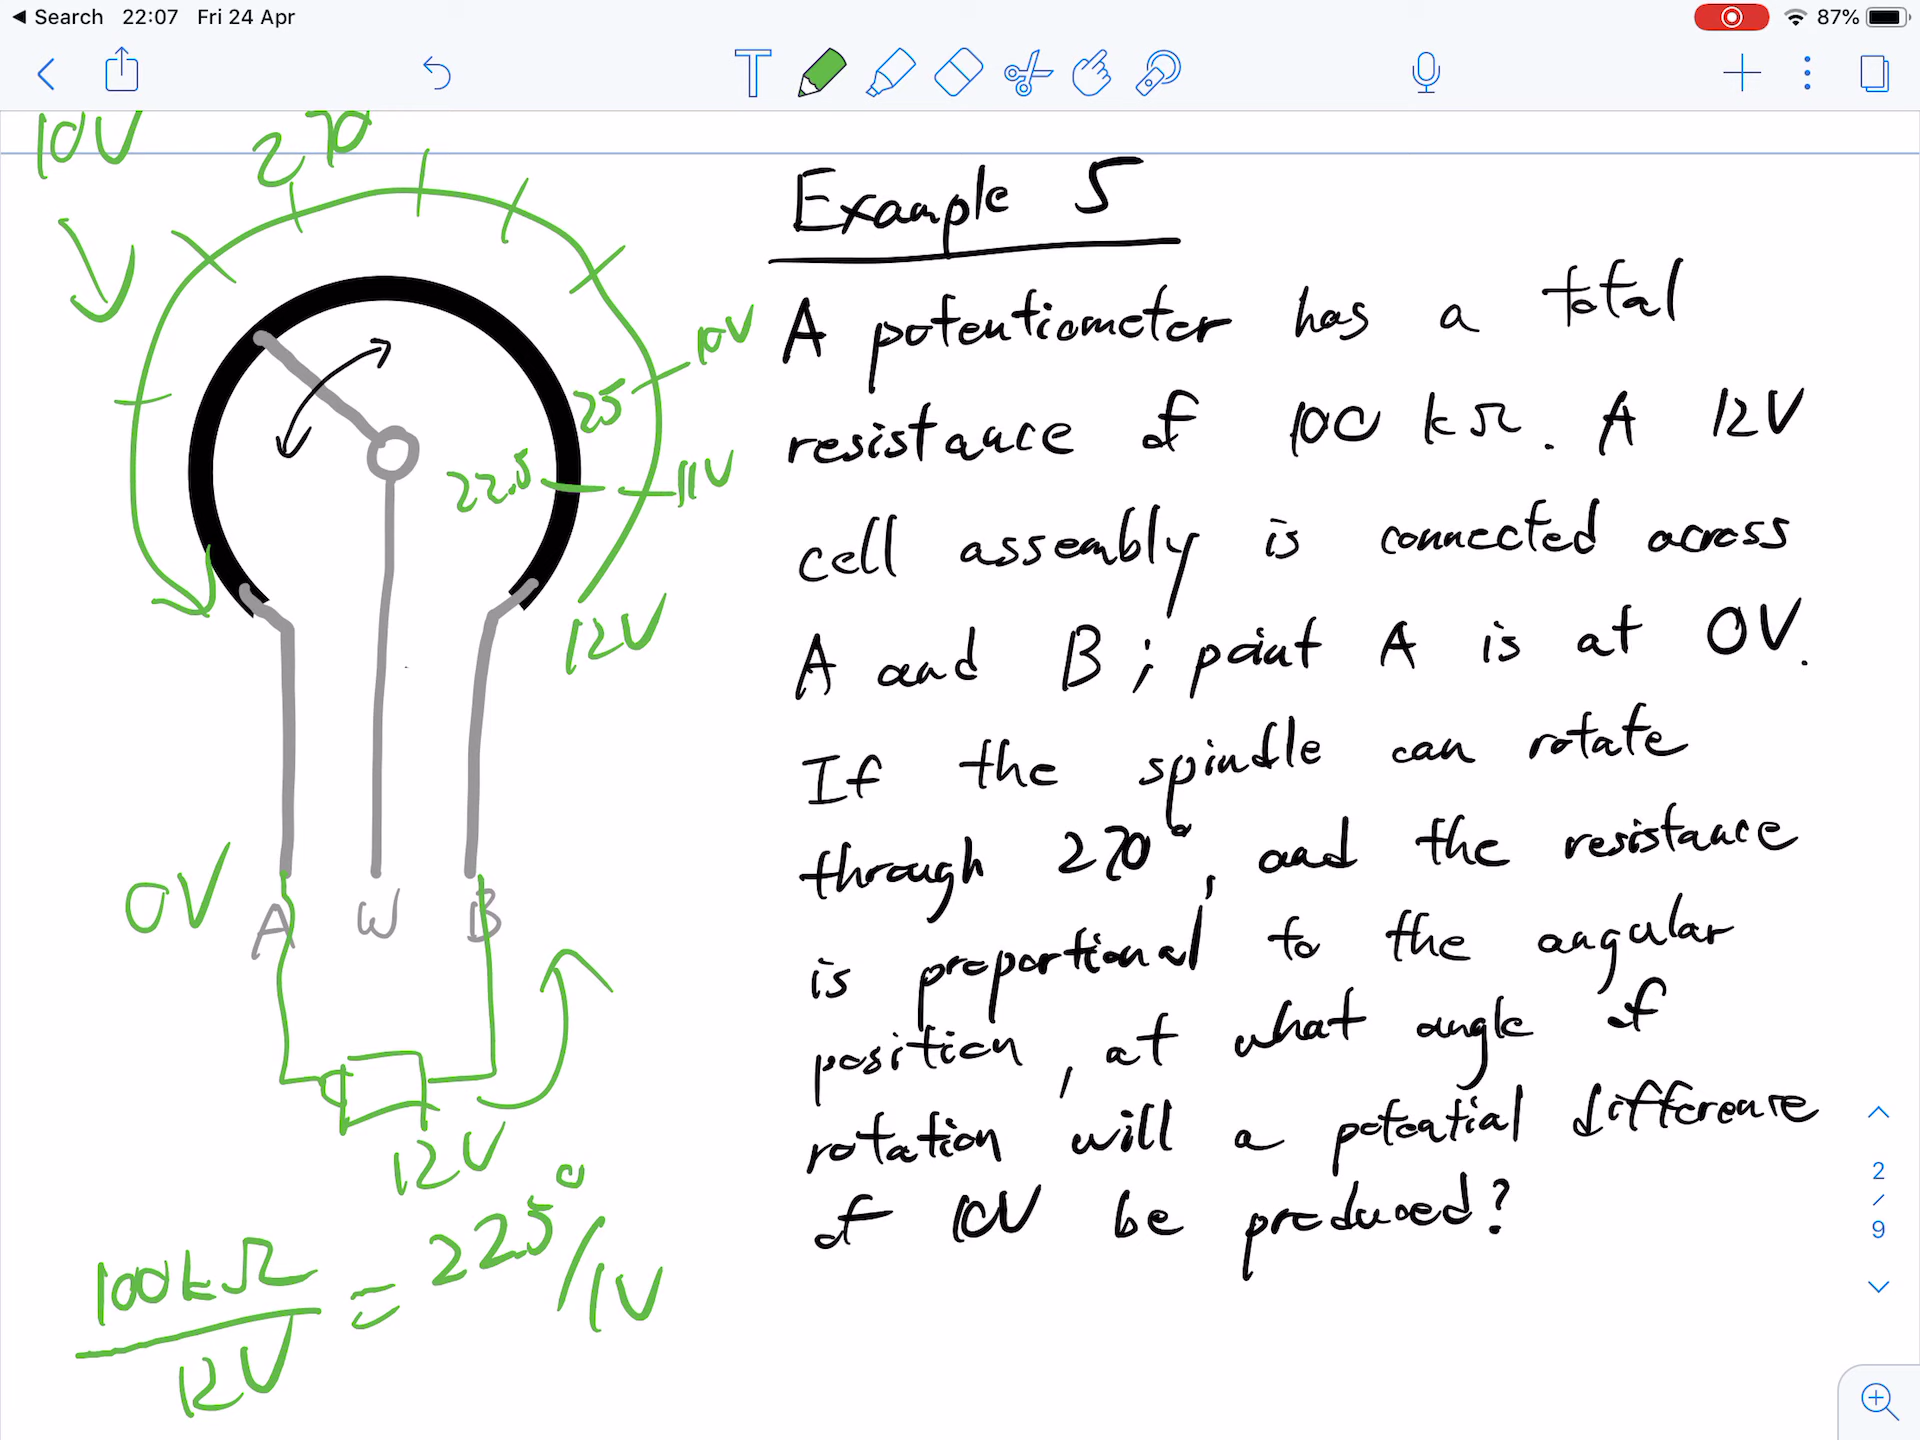 Search 22:07 Fri 24 Apr
87%
T
10V
270
Example 5
A potentiometer has a total
resistance of 100 kΩ. A 12V
cell assembly is connected across
A and B; point A is at 0V.
If the spindle can rotate
through 270°, and the resistance
is proportional to the angular
position, at what angle of
rotation will a potential difference
of 10V be produced?
10V
25
22.5
11V
12V
0V
A W B
12V
100kΩ
12V
= 22.5°/1V
2
/
9